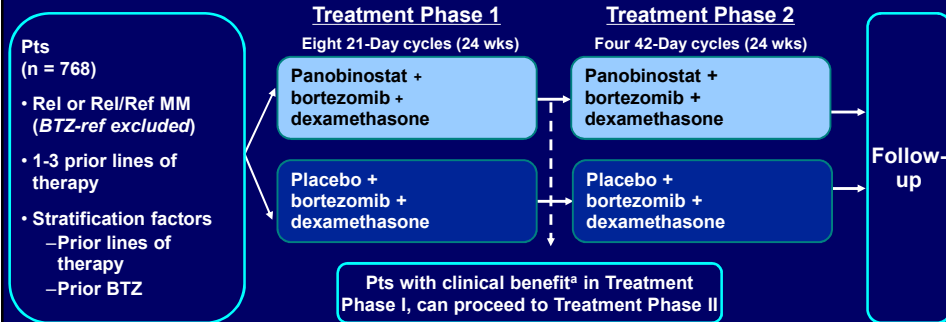 Treatment Phase 1
Treatment Phase 2
Eight 21-Day cycles (24 wks)
Four 42-Day cycles (24 wks)
Pts
(n = 768)
• Rel or Rel/Ref MM
(BTZ-ref excluded)
• 1-3 prior lines of
therapy
• Stratification factors
–Prior lines of
therapy
–Prior BTZ
Panobinostat +
bortezomib +
dexamethasone
Panobinostat +
bortezomib +
dexamethasone
Placebo +
bortezomib +
dexamethasone
Placebo +
bortezomib +
dexamethasone
Follow-
up
Pts with clinical benefitª in Treatment
Phase I, can proceed to Treatment Phase II